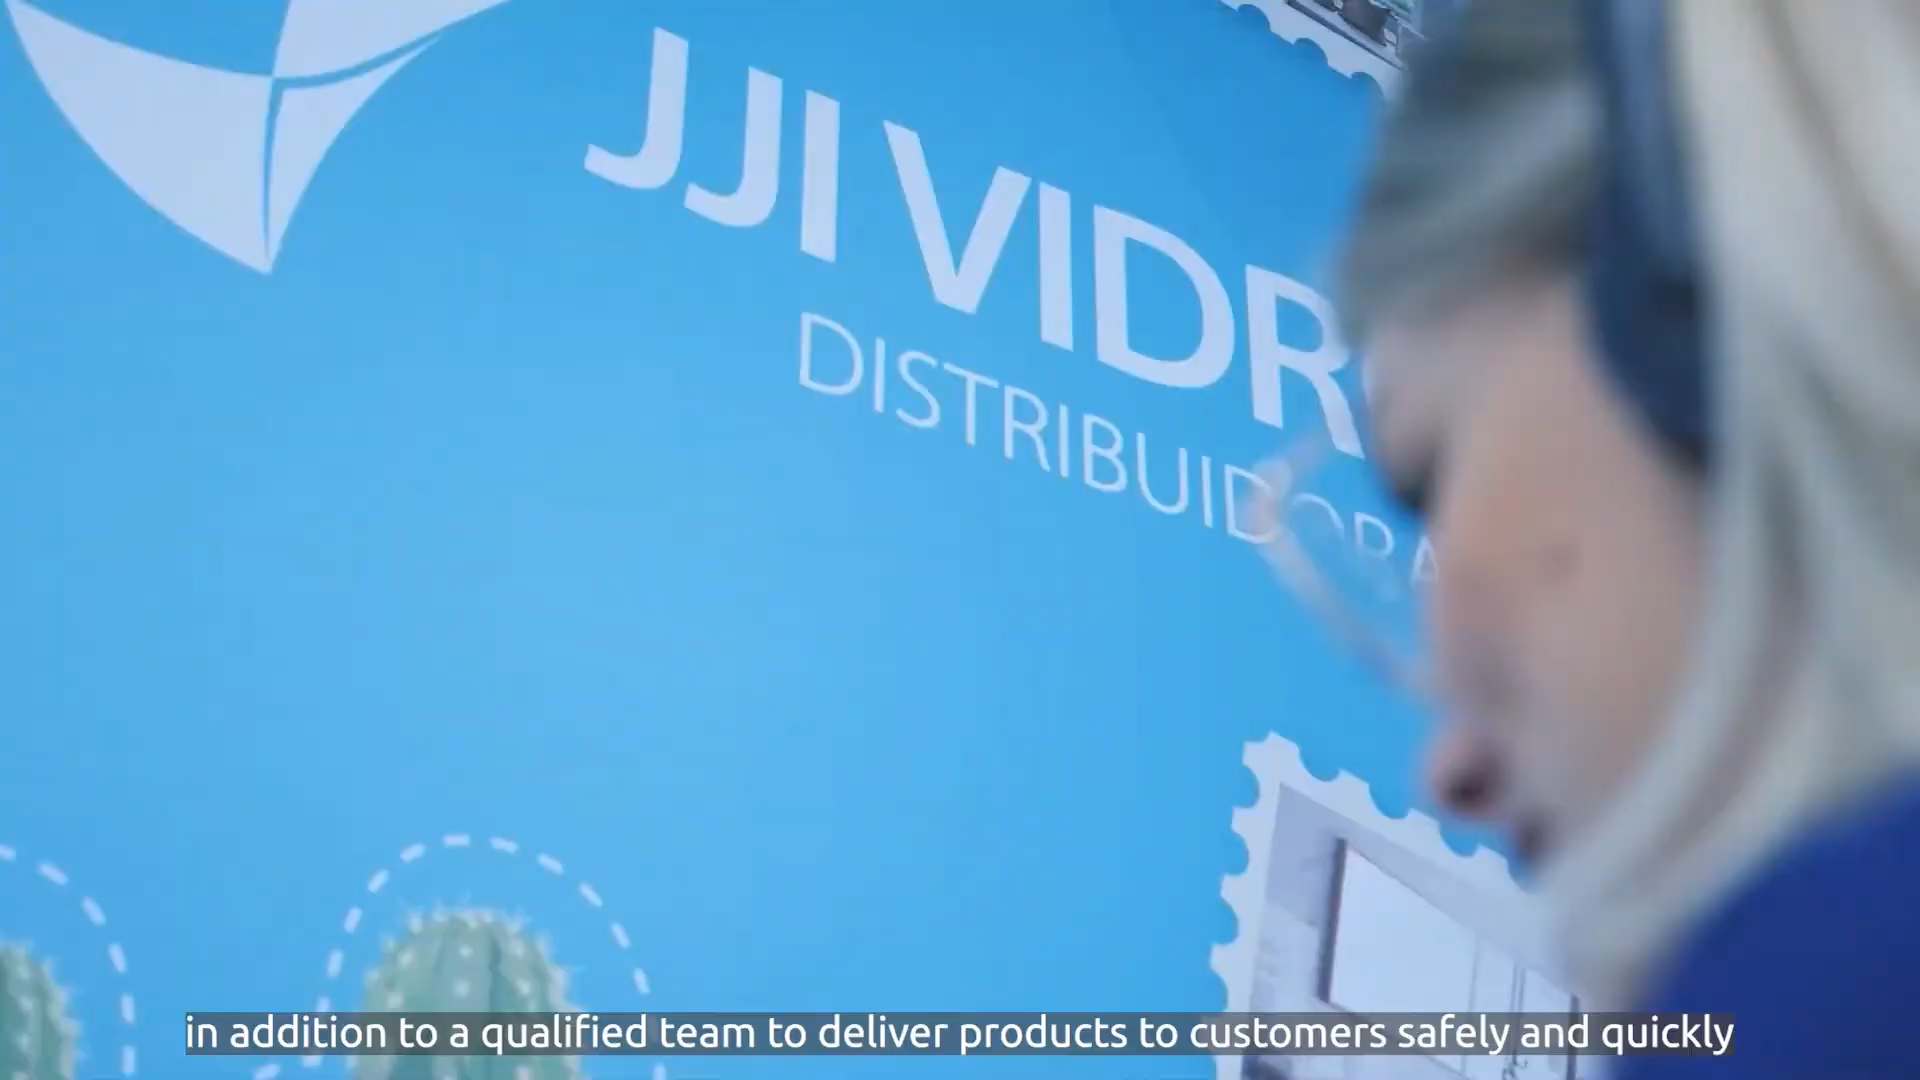 JJI VIDR
DISTRIBUIDORA
in addition to a qualified team to deliver products to customers safely and quickly